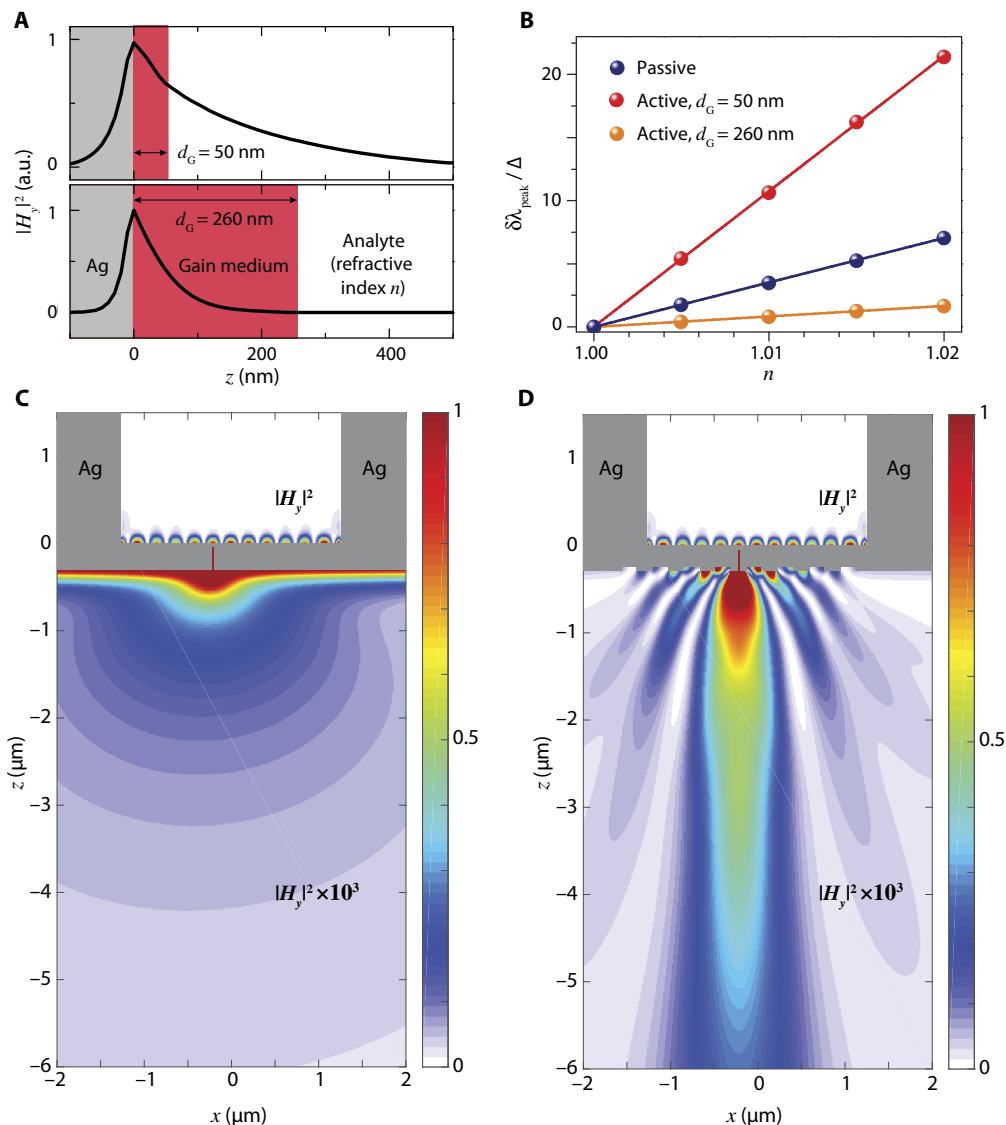 A
1
0
d_G = 50 nm
1
0
d_G = 260 nm
Ag
Gain medium
Analyte
(refractive
index n)
|H_y|² (a.u.)
0
200
400
z (nm)
B
20
10
0
δλ_peak / Δ
Passive
Active, d_G = 50 nm
Active, d_G = 260 nm
1.00
1.01
1.02
n
C
1
0
−1
−2
−3
−4
−5
−6
z (μm)
Ag
Ag
|H_y|²
|H_y|² ×10³
−2
−1
0
1
2
x (μm)
1
0.5
0
D
1
0
−1
−2
−3
−4
−5
−6
z (μm)
Ag
Ag
|H_y|²
|H_y|² ×10³
−2
−1
0
1
2
x (μm)
1
0.5
0